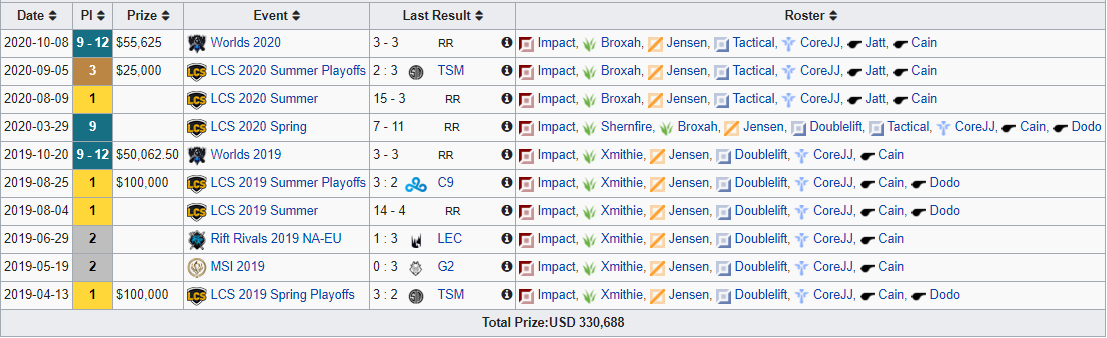 Date Pl Prize Event Last Result Roster
2020-10-08 9 - 12 $55,625 Worlds 2020 3 - 3 RR Impact, Broxah, Jensen, Tactical, CoreJJ, Jatt, Cain
2020-09-05 3 $25,000 LCS 2020 Summer Playoffs 2 : 3 TSM Impact, Broxah, Jensen, Tactical, CoreJJ, Jatt, Cain
2020-08-09 1 LCS 2020 Summer 15 - 3 RR Impact, Broxah, Jensen, Tactical, CoreJJ, Jatt, Cain
2020-03-29 9 LCS 2020 Spring 7 - 11 RR Impact, Shernfire, Broxah, Jensen, Doublelift, Tactical, CoreJJ, Cain, Dodo
2019-10-20 9 - 12 $50,062.50 Worlds 2019 3 - 3 RR Impact, Xmithie, Jensen, Doublelift, CoreJJ, Cain
2019-08-25 1 $100,000 LCS 2019 Summer Playoffs 3 : 2 C9 Impact, Xmithie, Jensen, Doublelift, CoreJJ, Cain, Dodo
2019-08-04 1 LCS 2019 Summer 14 - 4 RR Impact, Xmithie, Jensen, Doublelift, CoreJJ, Cain, Dodo
2019-06-29 2 Rift Rivals 2019 NA-EU 1 : 3 LEC Impact, Xmithie, Jensen, Doublelift, CoreJJ, Cain
2019-05-19 2 MSI 2019 0 : 3 G2 Impact, Xmithie, Jensen, Doublelift, CoreJJ, Cain
2019-04-13 1 $100,000 LCS 2019 Spring Playoffs 3 : 2 TSM Impact, Xmithie, Jensen, Doublelift, CoreJJ, Cain, Dodo
Total Prize:USD 330,688